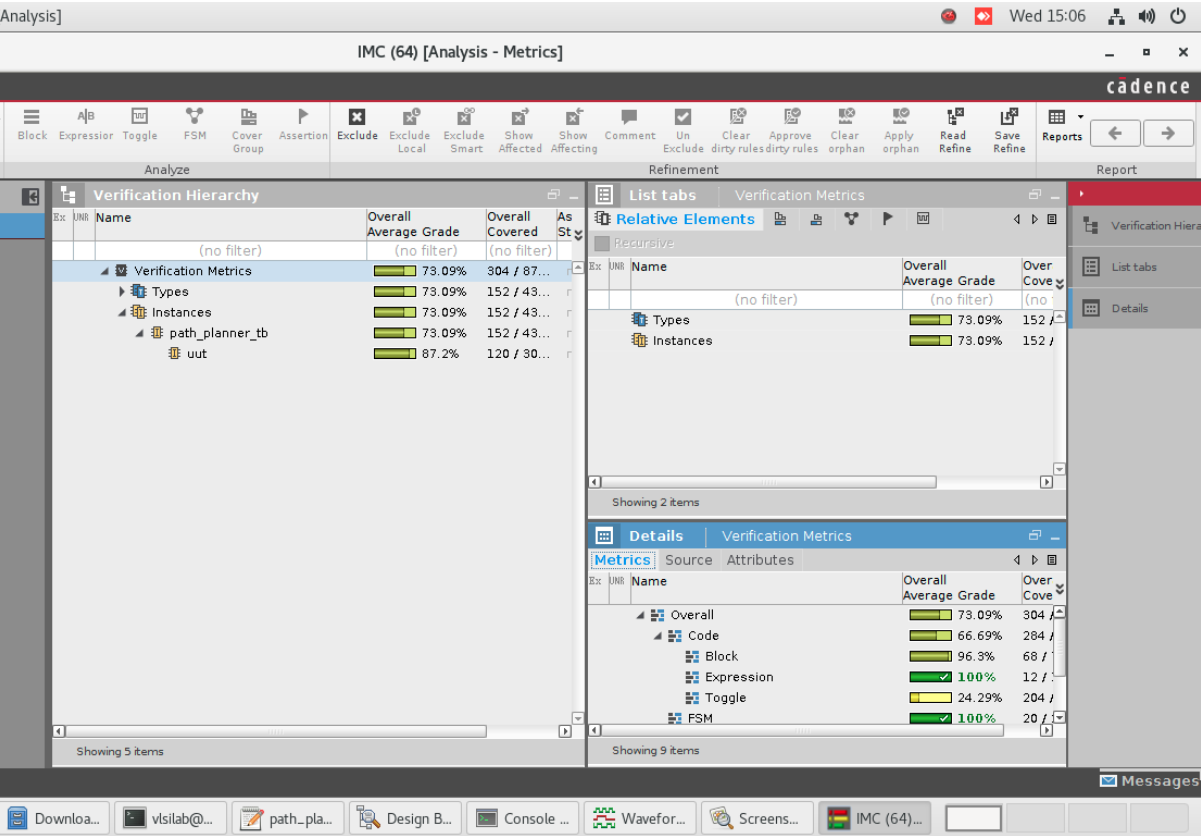 Analysis]
Wed 15:06
IMC (64) [Analysis - Metrics]
cādence
Block Expression Toggle FSM Cover Group Assertion Exclude Exclude Local Exclude Smart Show Affected Show Affecting Comment Un Exclude Clear dirty rules Approve dirty rules Clear orphan Apply orphan Read Refine Save Refine Reports
Analyze Refinement Report
Verification Hierarchy
Ex UNR Name Overall Average Grade Overall Covered As St
(no filter) (no filter) (no filter)
Verification Metrics 73.09% 304 / 87...
Types 73.09% 152 / 43...
Instances 73.09% 152 / 43...
path_planner_tb 73.09% 152 / 43...
uut 87.2% 120 / 30...
Showing 5 items
List tabs Verification Metrics
Relative Elements
Recursive
Ex UNR Name Overall Average Grade Over Cove
(no filter) (no filter) (no
Types 73.09% 152 /
Instances 73.09% 152 /
Showing 2 items
Details Verification Metrics
Metrics Source Attributes
Ex UNR Name Overall Average Grade Over Cove
Overall 73.09% 304 /
Code 66.69% 284 /
Block 96.3% 68 /
Expression 100% 12 /
Toggle 24.29% 204 /
FSM 100% 20 /
Showing 9 items
Verification Hiera
List tabs
Details
Messages
Downloa... vlsilab@... path_pla... Design B... Console ... Wavefor... Screens... IMC (64)...